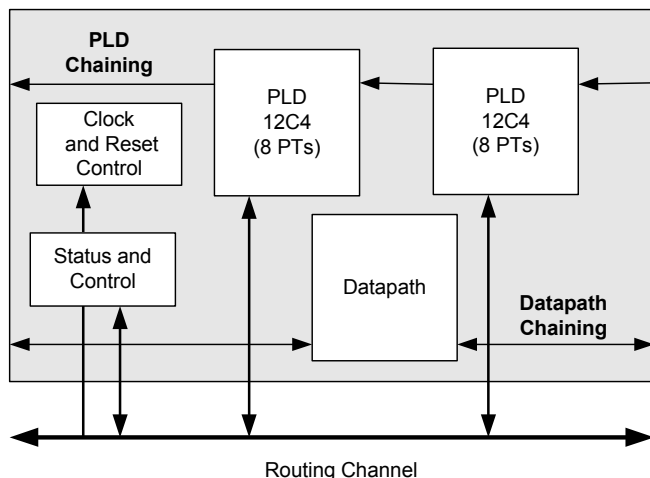 PLD
Chaining
PLD
12C4
(8 PTs)
PLD
12C4
(8 PTs)
Clock
and Reset
Control
Status and
Control
Datapath
Datapath
Chaining
Routing Channel